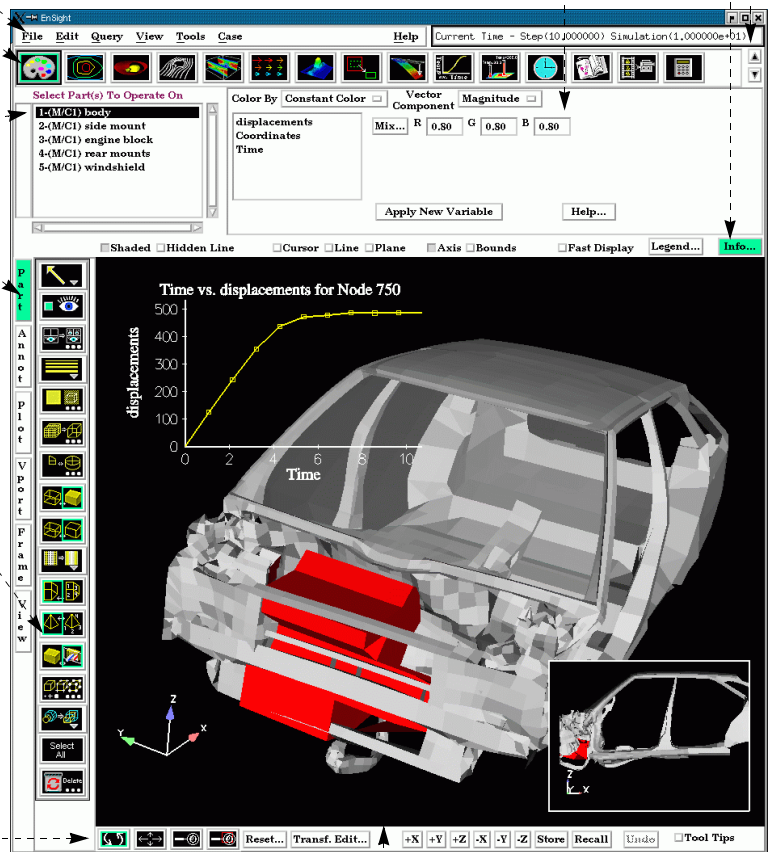 EnSight
File Edit Query View Tools Case Help
Current Time - Step(10.000000) Simulation(1.00000e+01)
Select Part(s) To Operate On
1-(M/C1) body
2-(M/C1) side mount
3-(M/C1) engine block
4-(M/C1) rear mounts
5-(M/C1) windshield
Color By Constant Color Vector Component Magnitude
displacements
Coordinates
Time
Mix... R 0.80 G 0.80 B 0.80
Apply New Variable Help...
Shaded Hidden Line Cursor Line Plane Axis Bounds Fast Display Legend... Info...
Part
Annot
Plot
Vport
Frame
View
Select All
Delete
Time vs. displacements for Node 750
displacements
500
400
300
200
100
0
0 2 4 6 8 10
Time
Z
Y X
Z
Y X
Reset... Transf. Edit... +X +Y +Z -X -Y -Z Store Recall Undo Tool Tips